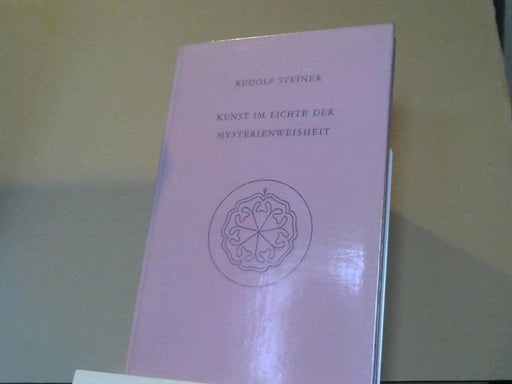 RUDOLF STEINER
KUNST IM LICHTE DER
MYSTERIENWEISHEIT